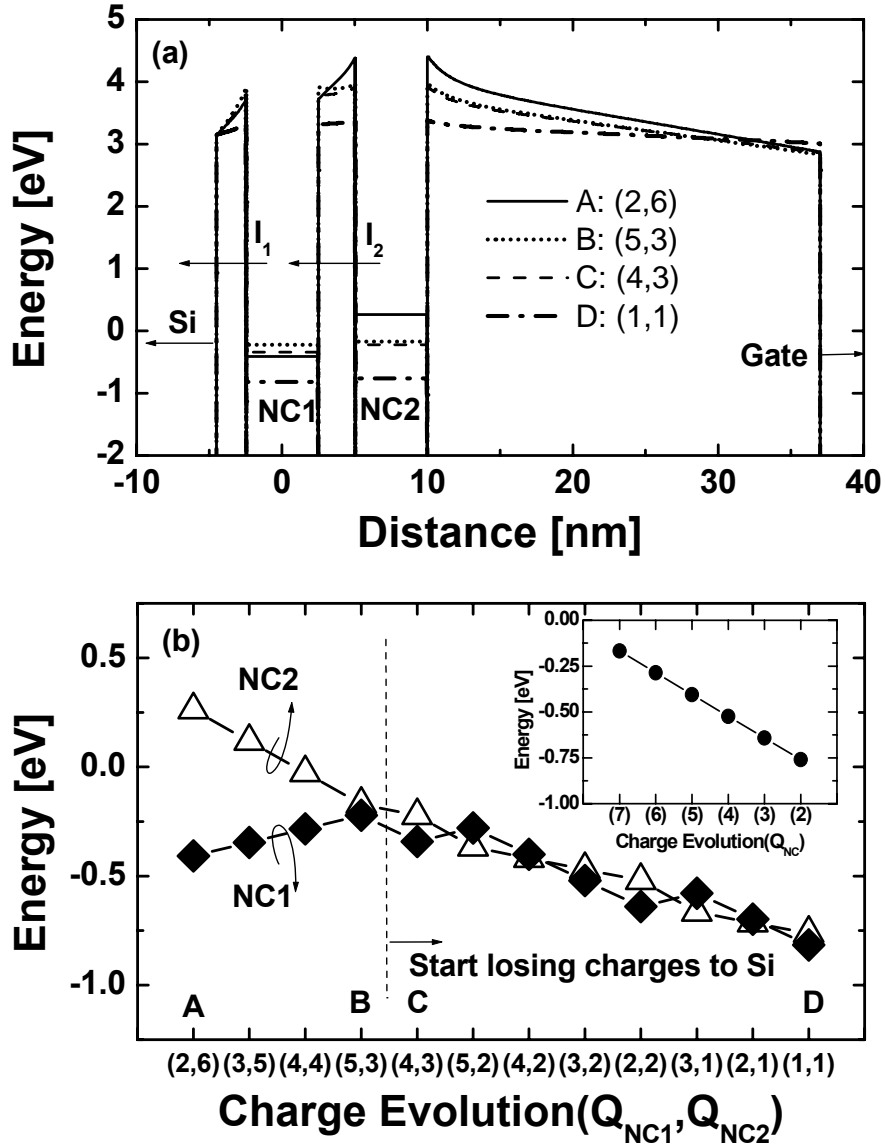 (a)
5
4
3
2
1
0
-1
-2
Energy [eV]
I1
I2
A: (2,6)
B: (5,3)
C: (4,3)
D: (1,1)
Si
Gate
NC1
NC2
-10
0
10
20
30
40
Distance [nm]
(b)
0.5
0.0
-0.5
-1.0
Energy [eV]
NC2
NC1
0.00
-0.25
-0.50
-0.75
-1.00
Energy [eV]
(7) (6) (5) (4) (3) (2)
Charge Evolution(QNC)
Start losing charges to Si
A
B
C
D
(2,6) (3,5) (4,4) (5,3) (4,3) (5,2) (4,2) (3,2) (2,2) (3,1) (2,1) (1,1)
Charge Evolution(QNC1,QNC2)